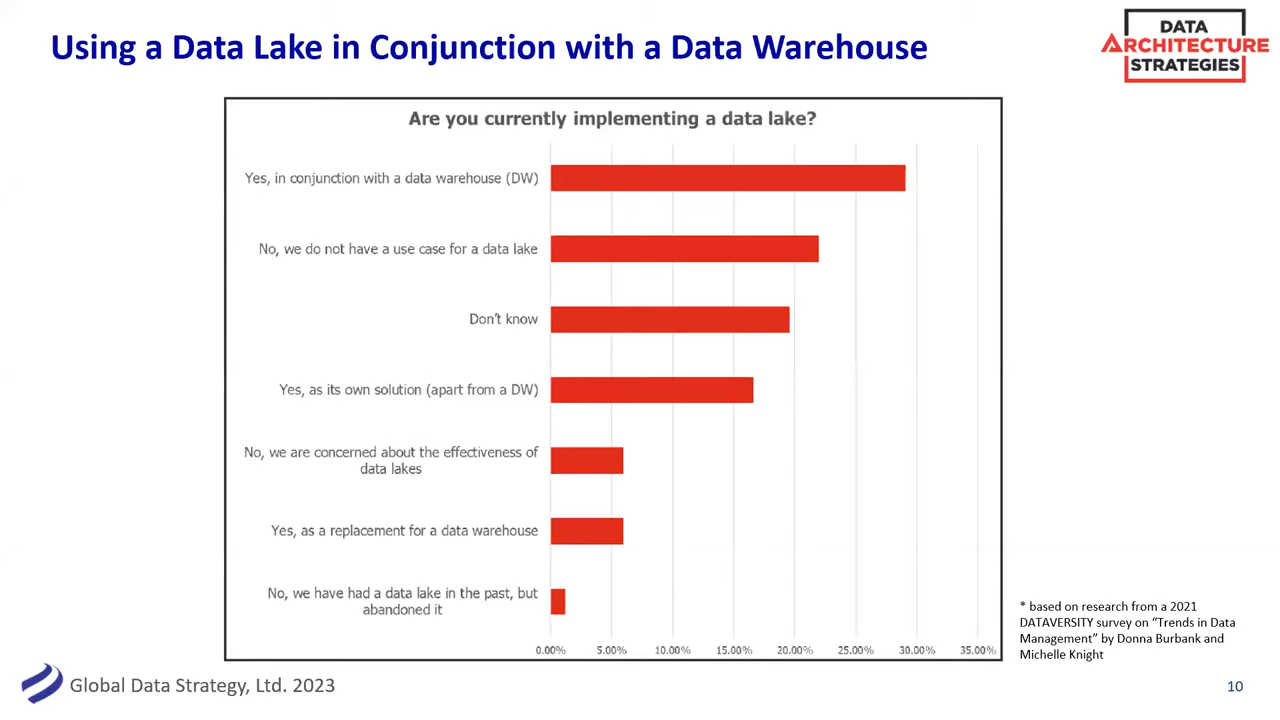 Using a Data Lake in Conjunction with a Data Warehouse
DATA
ARCHITECTURE
STRATEGIES
Are you currently implementing a data lake?
Yes, in conjunction with a data warehouse (DW)
No, we do not have a use case for a data lake
Don’t know
Yes, as its own solution (apart from a DW)
No, we are concerned about the effectiveness of
data lakes
Yes, as a replacement for a data warehouse
No, we have had a data lake in the past, but
abandoned it
0.00% 5.00% 10.00% 15.00% 20.00% 25.00% 30.00% 35.00%
* based on research from a 2021
DATAVERSITY survey on “Trends in Data
Management” by Donna Burbank and
Michelle Knight
Global Data Strategy, Ltd. 2023
10